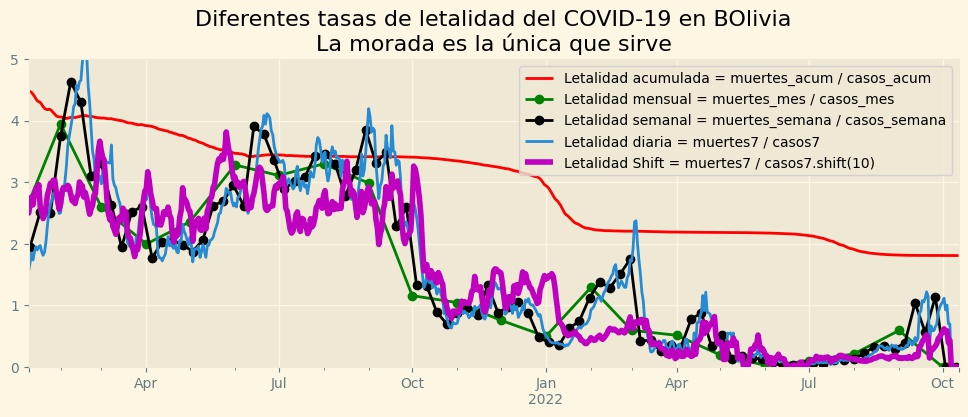 Diferentes tasas de letalidad del COVID-19 en BOlivia
La morada es la única que sirve
5
4
3
2
1
0
Letalidad acumulada = muertes_acum / casos_acum
Letalidad mensual = muertes_mes / casos_mes
Letalidad semanal = muertes_semana / casos_semana
Letalidad diaria = muertes7 / casos7
Letalidad Shift = muertes7 / casos7.shift(10)
Apr
Jul
Oct
Jan
2022
Apr
Jul
Oct